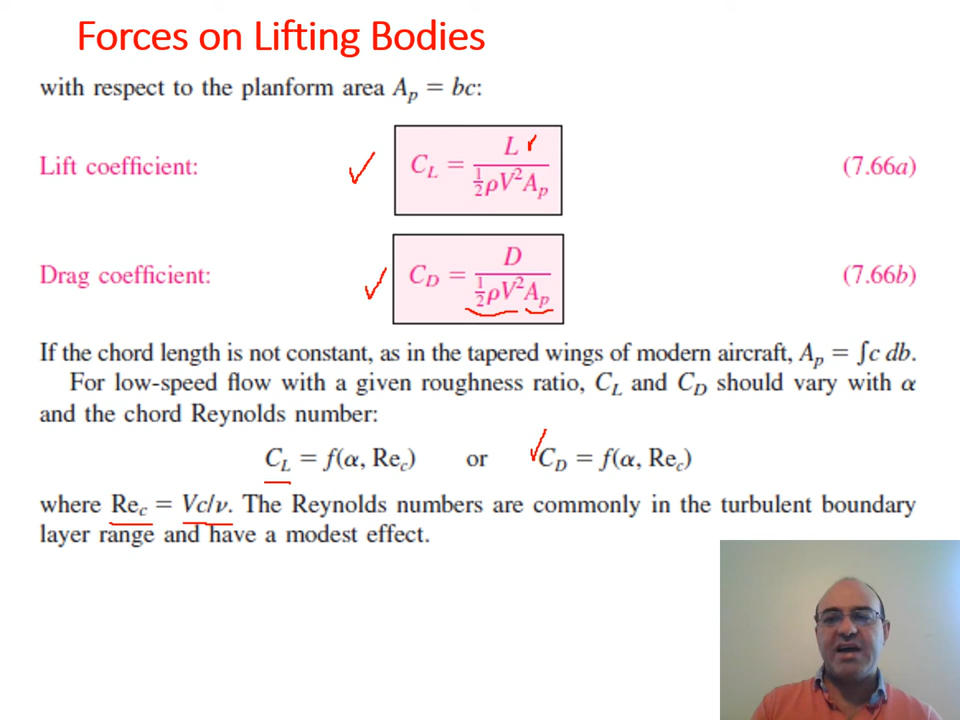 Forces on Lifting Bodies
with respect to the planform area Aₚ = bc:
Lift coefficient: C_L = L / (½ρV²Aₚ) (7.66a)
Drag coefficient: C_D = D / (½ρV²Aₚ) (7.66b)
If the chord length is not constant, as in the tapered wings of modern aircraft, Aₚ = ∫c db.
For low-speed flow with a given roughness ratio, C_L and C_D should vary with α
and the chord Reynolds number:
C_L = f(α, Re_c) or C_D = f(α, Re_c)
where Re_c = Vc/ν. The Reynolds numbers are commonly in the turbulent boundary
layer range and have a modest effect.